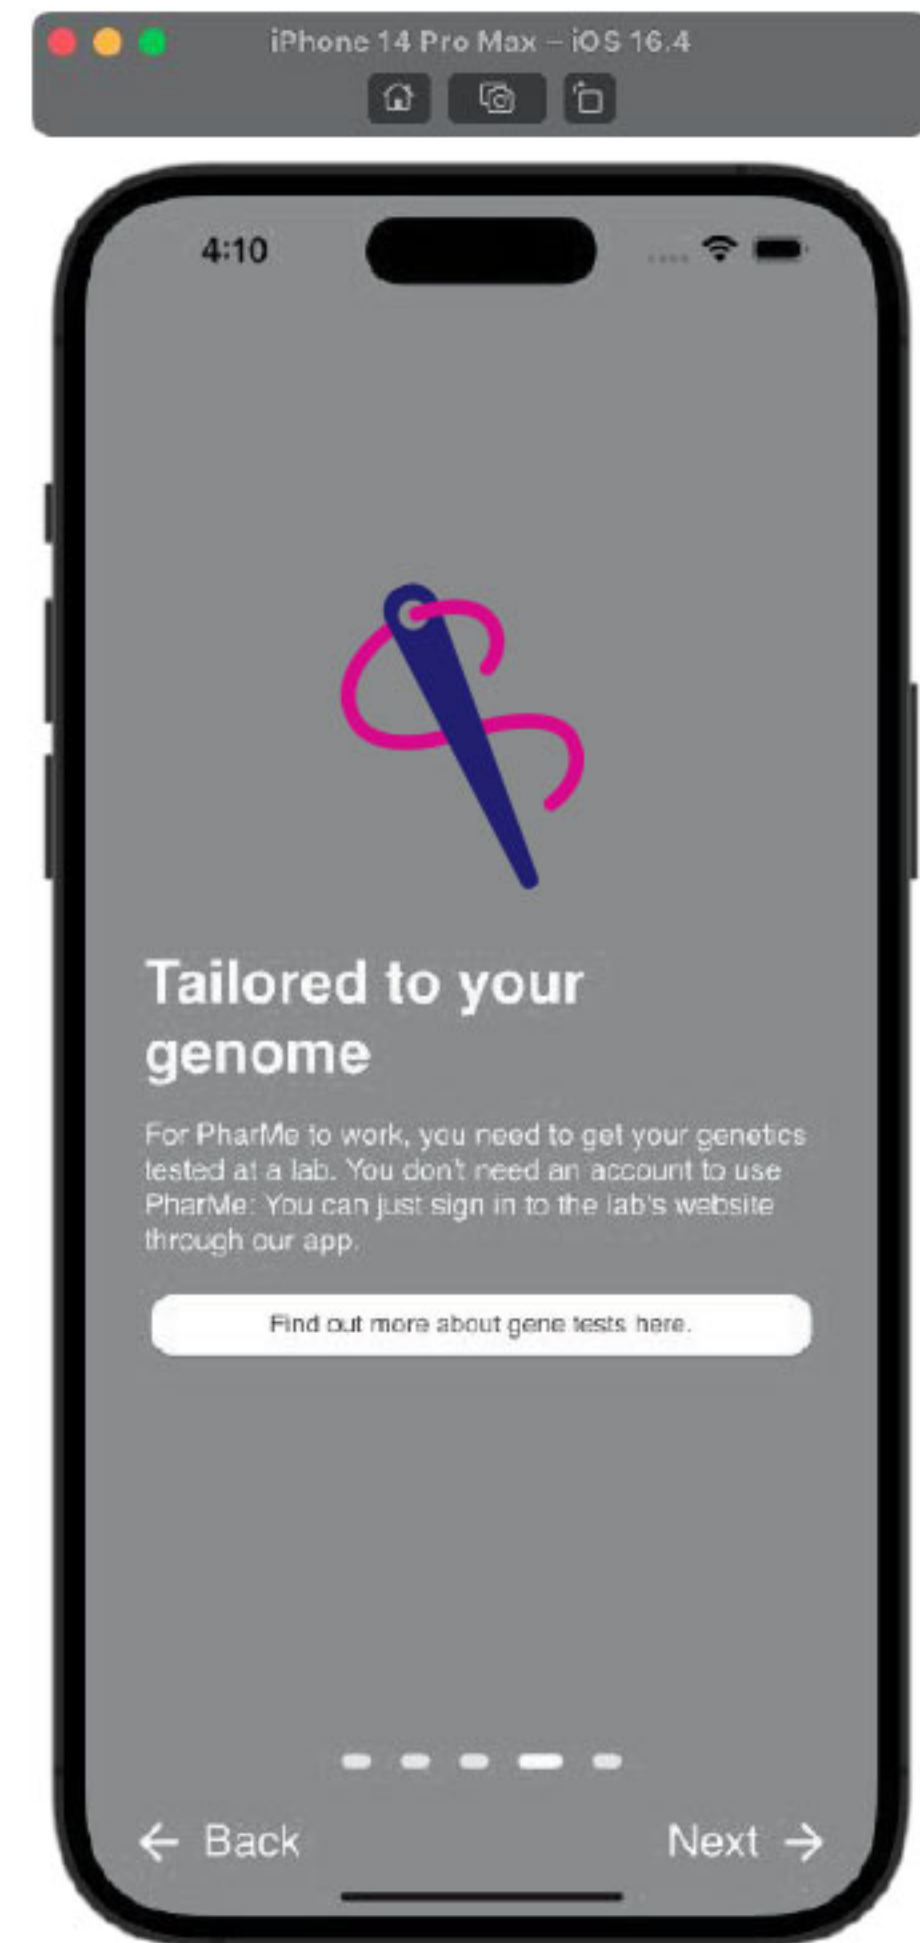 iPhone 14 Pro Max – iOS 16.4
4:10
Tailored to your
genome
For PharMe to work, you need to get your genetics
tested at a lab. You don't need an account to use
PharMe: You can just sign in to the lab's website
through our app.
Find out more about gene tests here.
← Back
Next →